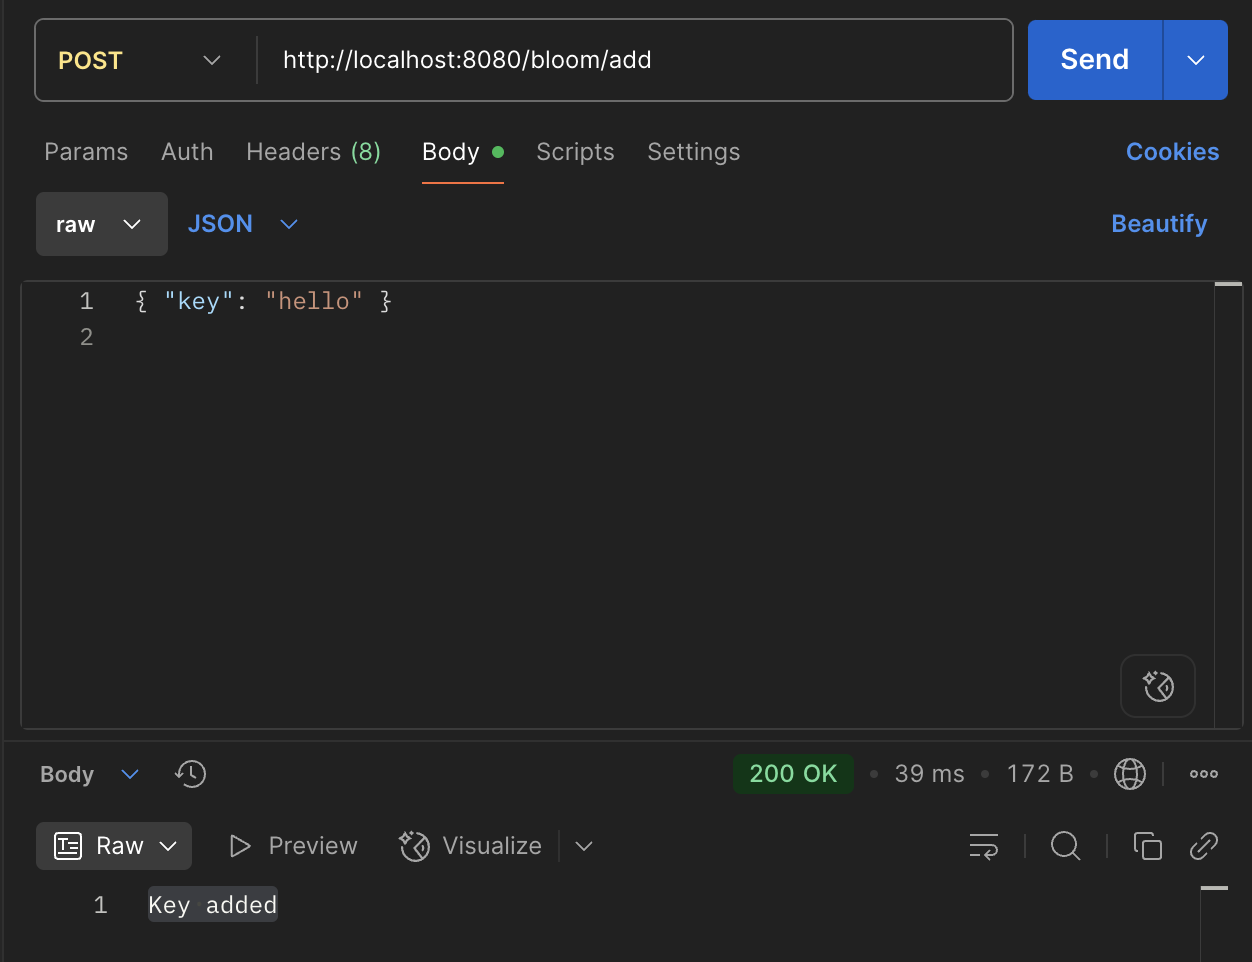 POST http://localhost:8080/bloom/add Send
Params Auth Headers (8) Body Scripts Settings Cookies
raw JSON Beautify
1 { "key": "hello" }
2
Body 200 OK 39 ms 172 B
Raw Preview Visualize
1 Key added